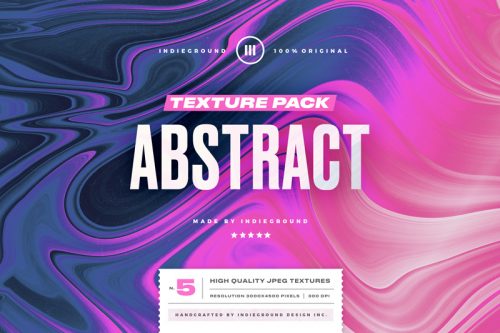 INDIEGROUND 100% ORIGINAL
TEXTURE PACK
ABSTRACT
MADE BY INDIEGROUND
N. 5
HIGH QUALITY JPEG TEXTURES
RESOLUTION 3000X4500 PIXELS | 300 DPI
HANDCRAFTED BY INDIEGROUND DESIGN INC.